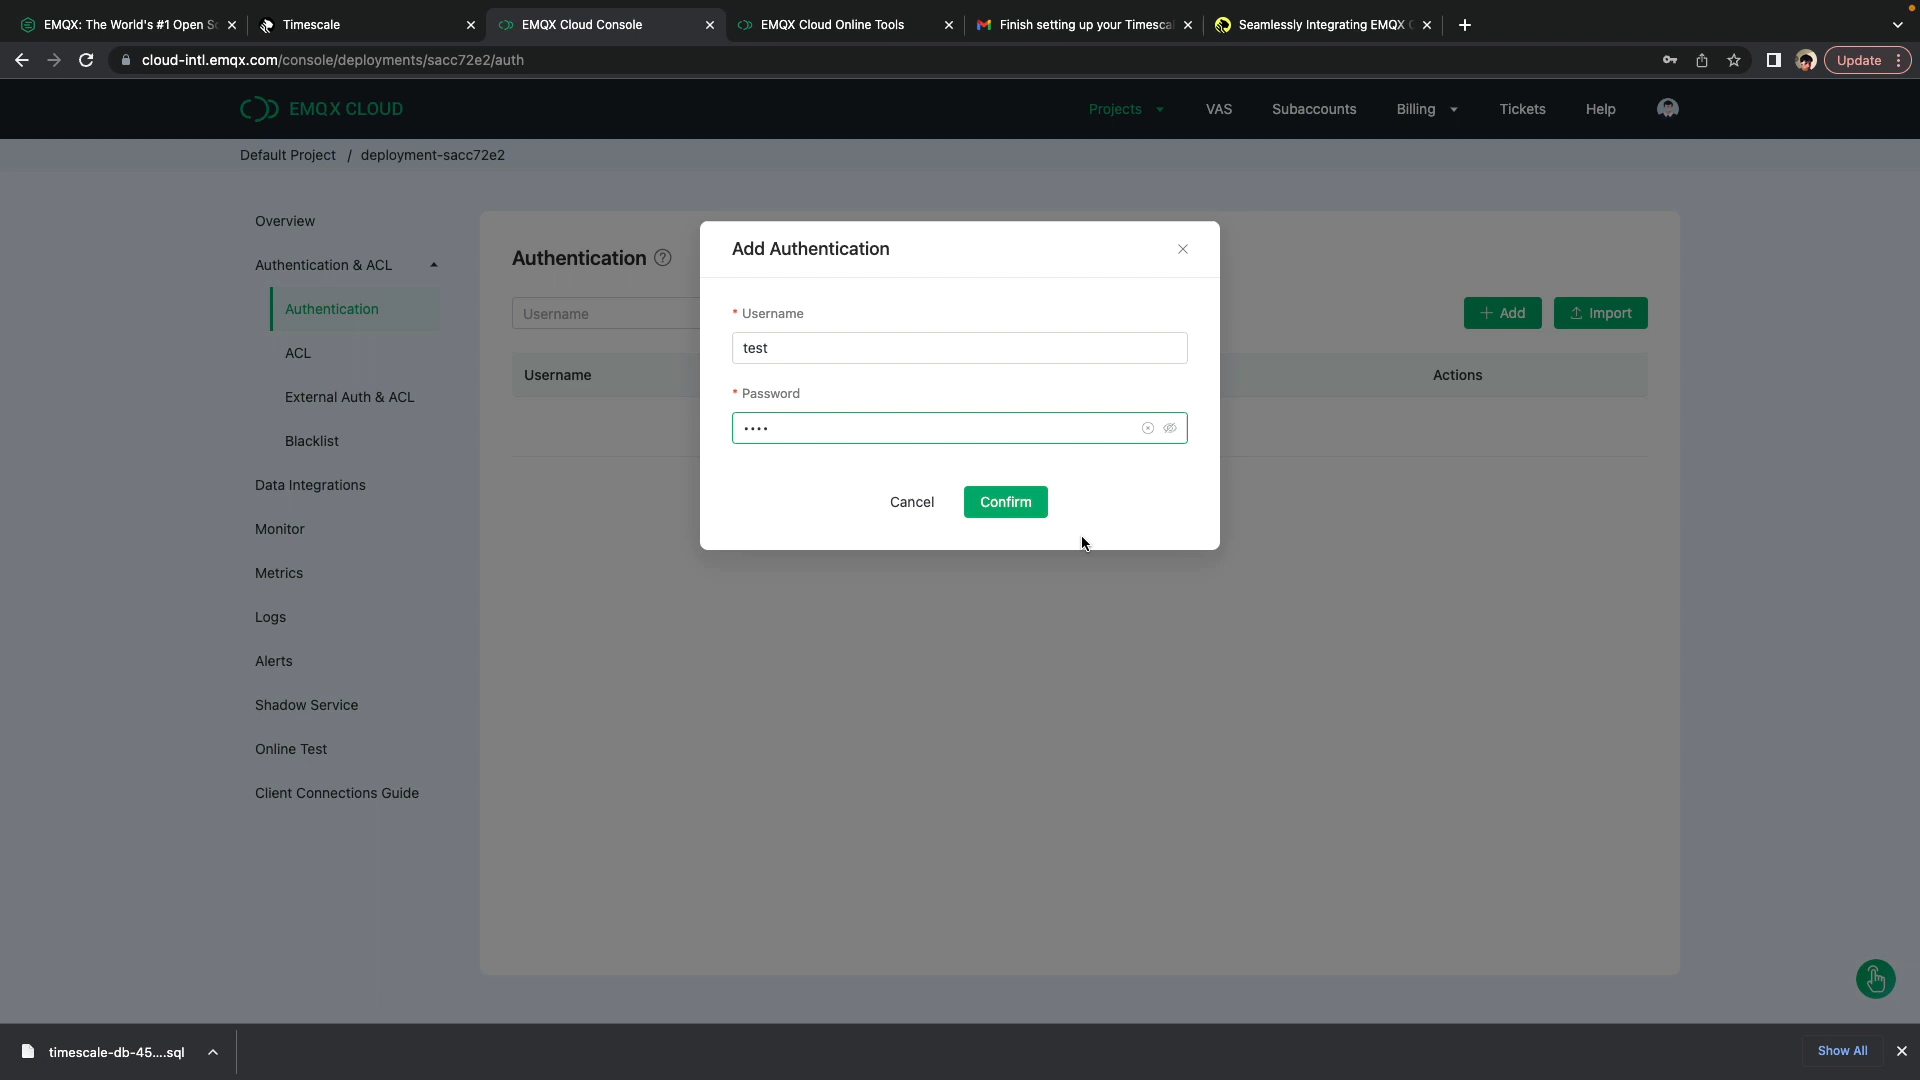 EMQX: The World's #1 Open So
Timescale
EMQX Cloud Console
EMQX Cloud Online Tools
Finish setting up your Timesca
Seamlessly Integrating EMQX C
cloud-intl.emqx.com/console/deployments/sacc72e2/auth
Update
EMQX CLOUD
Projects
VAS
Subaccounts
Billing
Tickets
Help
Default Project / deployment-sacc72e2
Overview
Authentication & ACL
Authentication
ACL
External Auth & ACL
Blacklist
Data Integrations
Monitor
Metrics
Logs
Alerts
Shadow Service
Online Test
Client Connections Guide
Authentication ?
Username
+ Add
Import
Username
Actions
Add Authentication
* Username
test
* Password
••••
Cancel
Confirm
timescale-db-45....sql
Show All